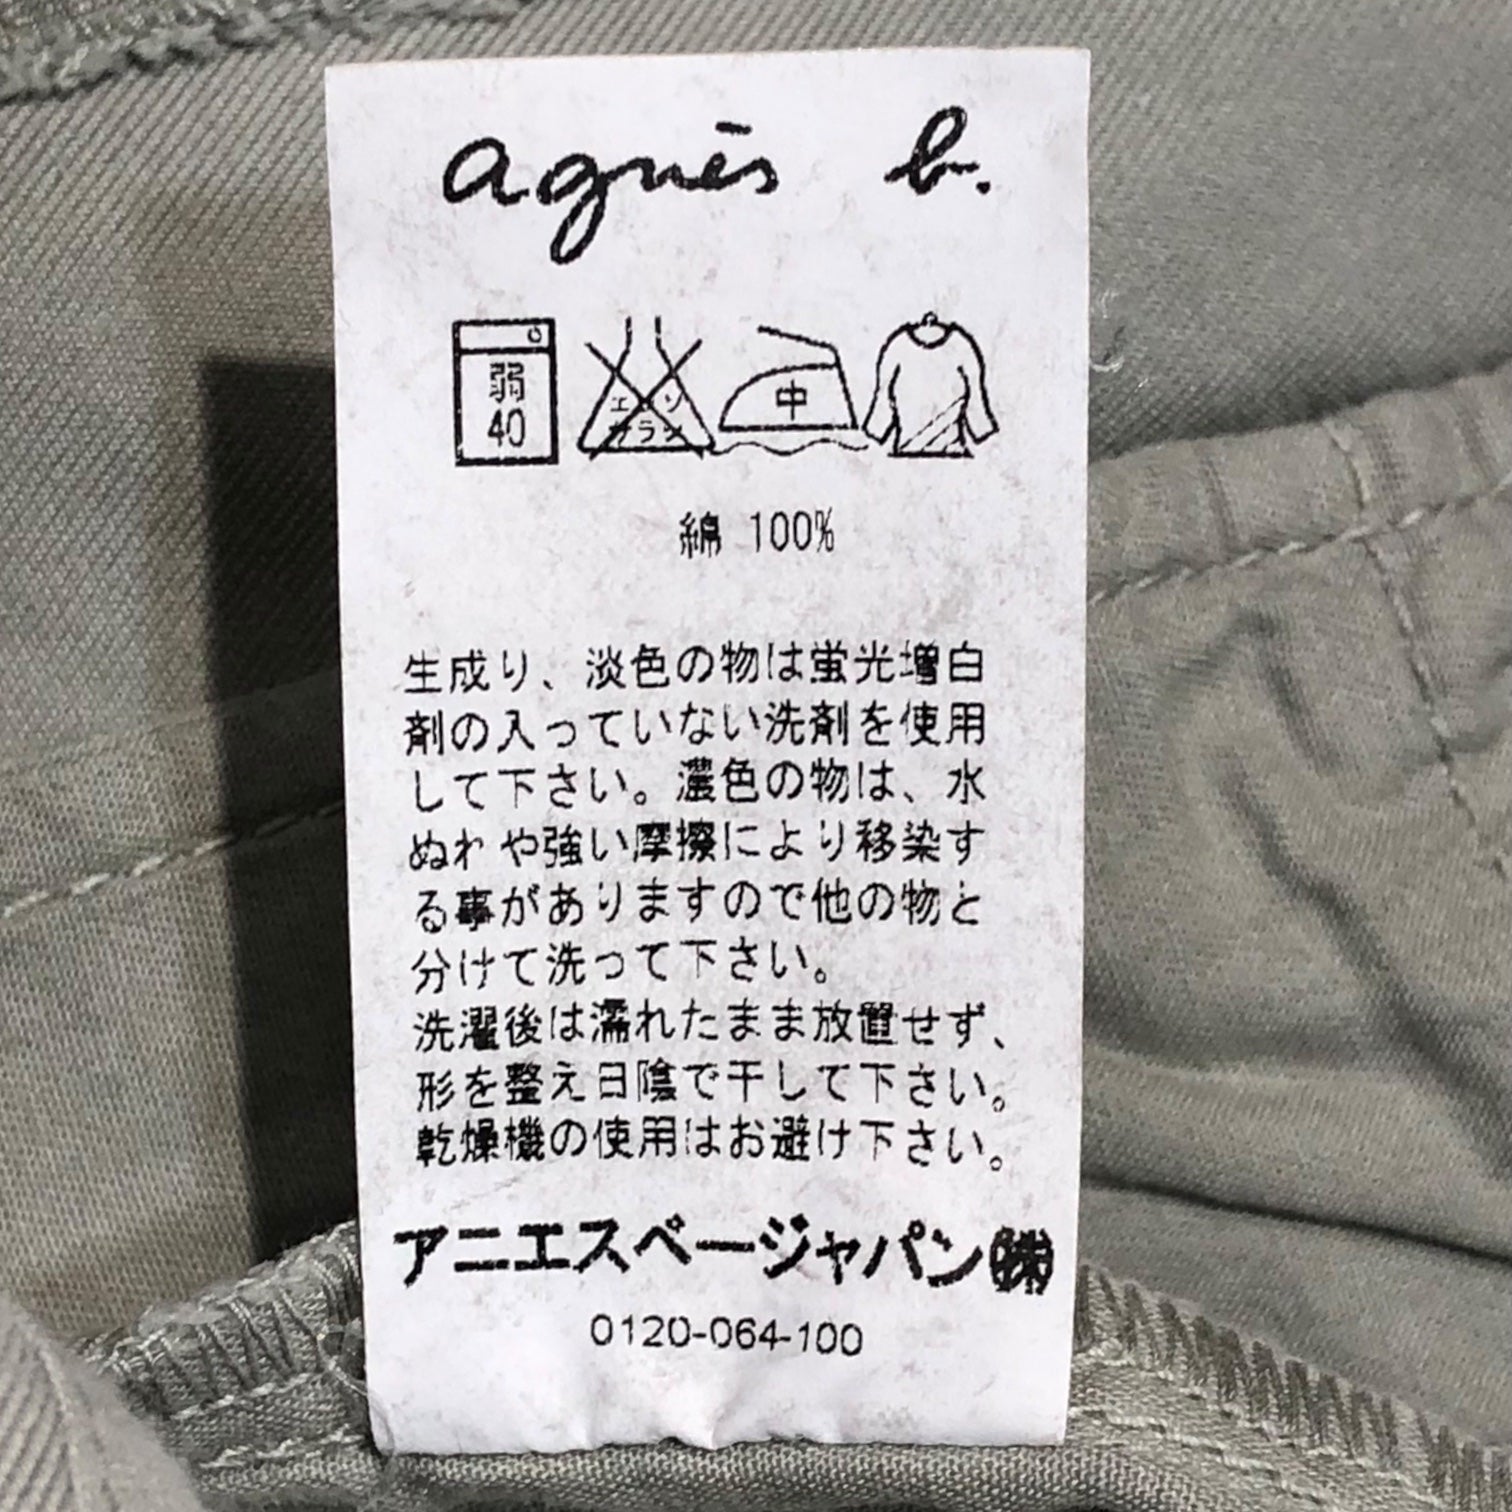 agnès b.
弱
40
エンソ
サラシ
中
綿 100%
生成り、淡色の物は蛍光増白
剤の入っていない洗剤を使用
して下さい。濃色の物は、水
ぬれや強い摩擦により移染す
る事がありますので他の物と
分けて洗って下さい。
洗濯後は濡れたまま放置せず、
形を整え日陰で干して下さい。
乾燥機の使用はお避け下さい。
アニエスベージャパン㈱
0120-064-100